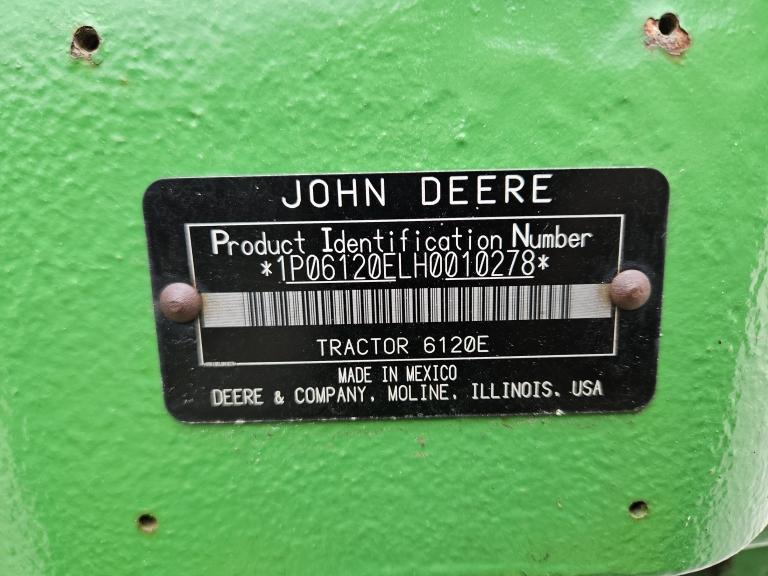 JOHN DEERE
Product Identification Number
*1P06120ELH0010278*
TRACTOR 6120E
MADE IN MEXICO
DEERE & COMPANY, MOLINE, ILLINOIS. USA